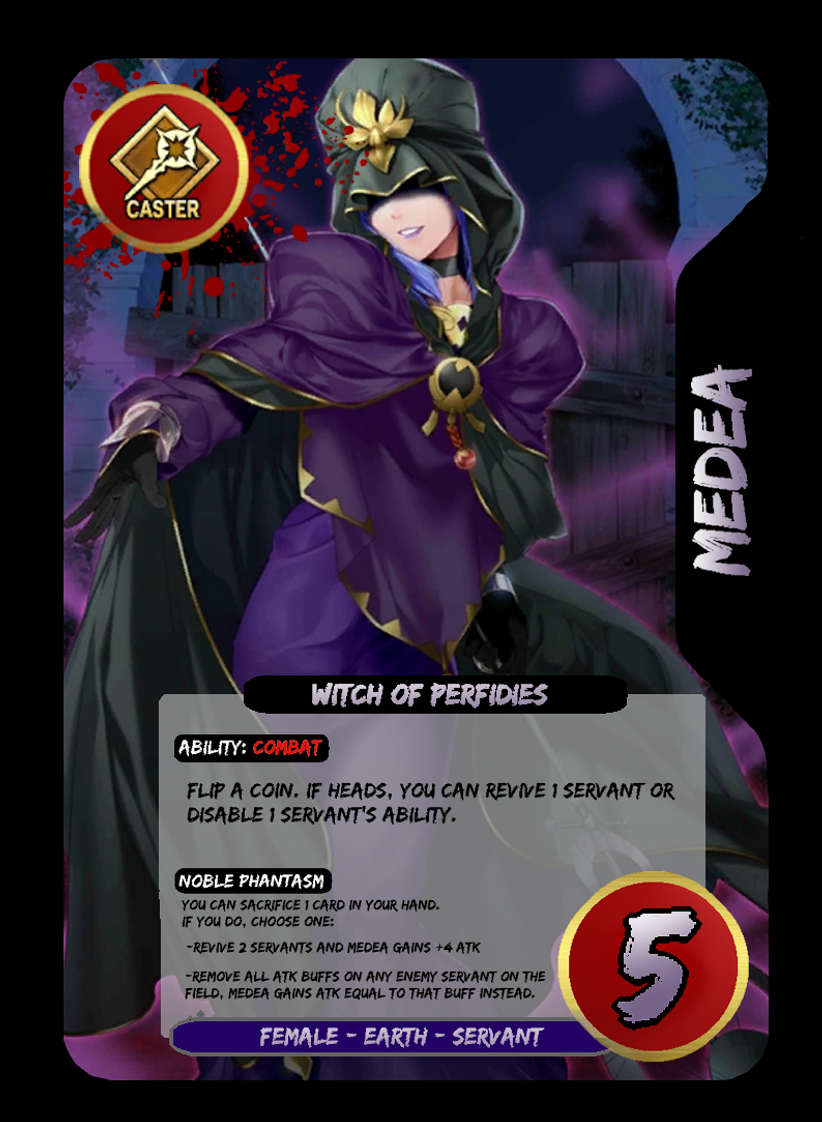 CASTER
MEDEA
WITCH OF PERFIDIES
ABILITY: COMBAT
FLIP A COIN. IF HEADS, YOU CAN REVIVE 1 SERVANT OR
DISABLE 1 SERVANT'S ABILITY.
NOBLE PHANTASM
YOU CAN SACRIFICE 1 CARD IN YOUR HAND.
IF YOU DO, CHOOSE ONE:
-REVIVE 2 SERVANTS AND MEDEA GAINS +4 ATK
-REMOVE ALL ATK BUFFS ON ANY ENEMY SERVANT ON THE
FIELD, MEDEA GAINS ATK EQUAL TO THAT BUFF INSTEAD.
5
FEMALE - EARTH - SERVANT